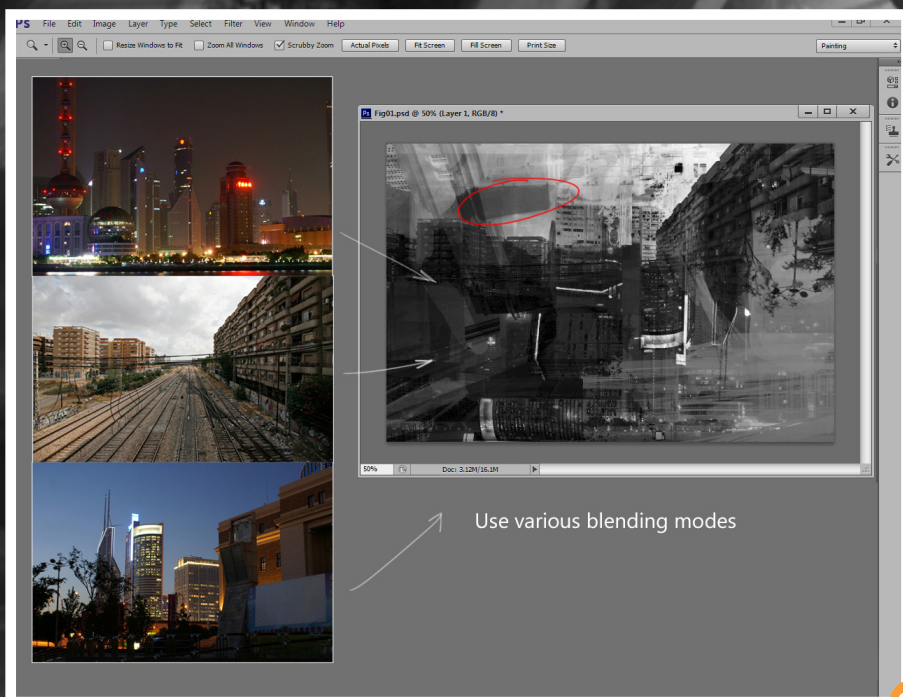 PS File Edit Image Layer Type Select Filter View Window Help
Resize Windows to Fit Zoom All Windows Scrubby Zoom Actual Pixels Fit Screen Fill Screen Print Size Painting
Ps Fig01.psd @ 50% (Layer 1, RGB/8) *
50% Doc: 3.12M/16.1M
Use various blending modes